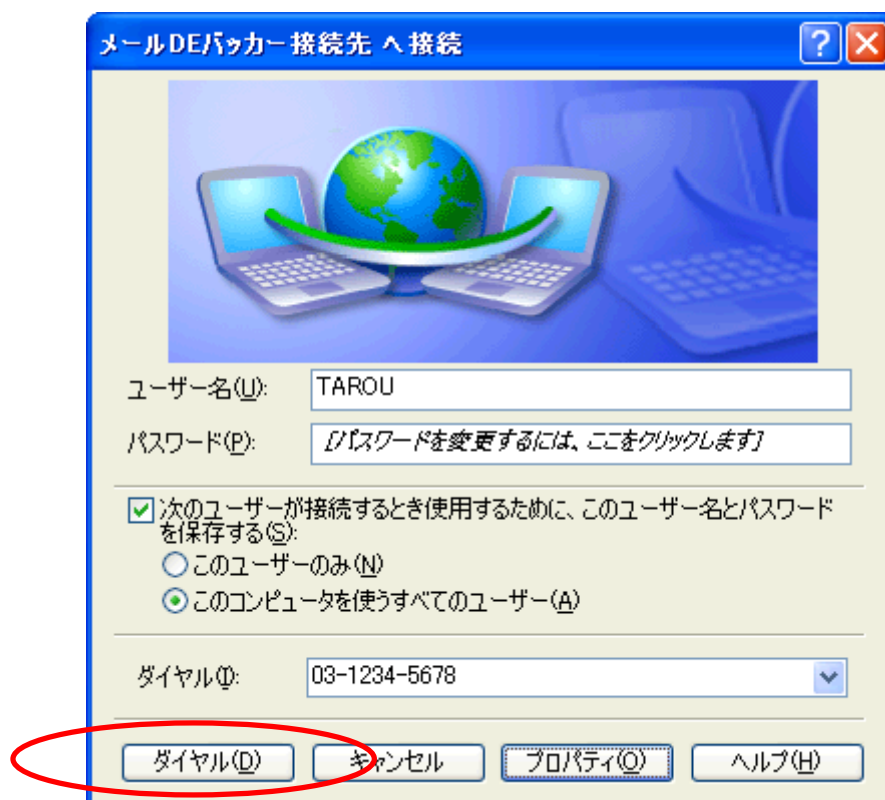 メールDEパッカー接続先 へ接続
ユーザー名(U):
TAROU
パスワード(P):
[パスワードを変更するには、ここをクリックします]
次のユーザーが接続するとき使用するために、このユーザー名とパスワード
を保存する(S):
このユーザーのみ(N)
このコンピュータを使うすべてのユーザー(A)
ダイヤル(I):
03-1234-5678
ダイヤル(D)
キャンセル
プロパティ(O)
ヘルプ(H)